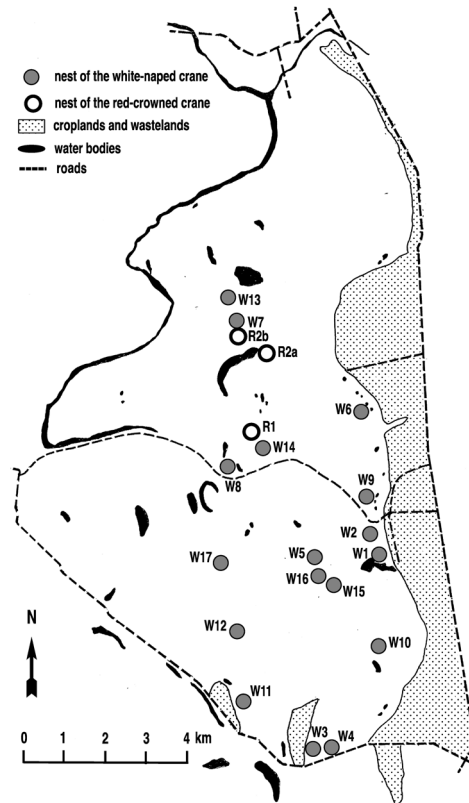 nest of the white-naped crane
nest of the red-crowned crane
croplands and wastelands
water bodies
roads
W13
W7
R2b
R2a
W6
R1
W14
W8
W9
W2
W1
W5
W17
W16
W15
W12
W10
N
W11
W3 W4
0 1 2 3 4 km